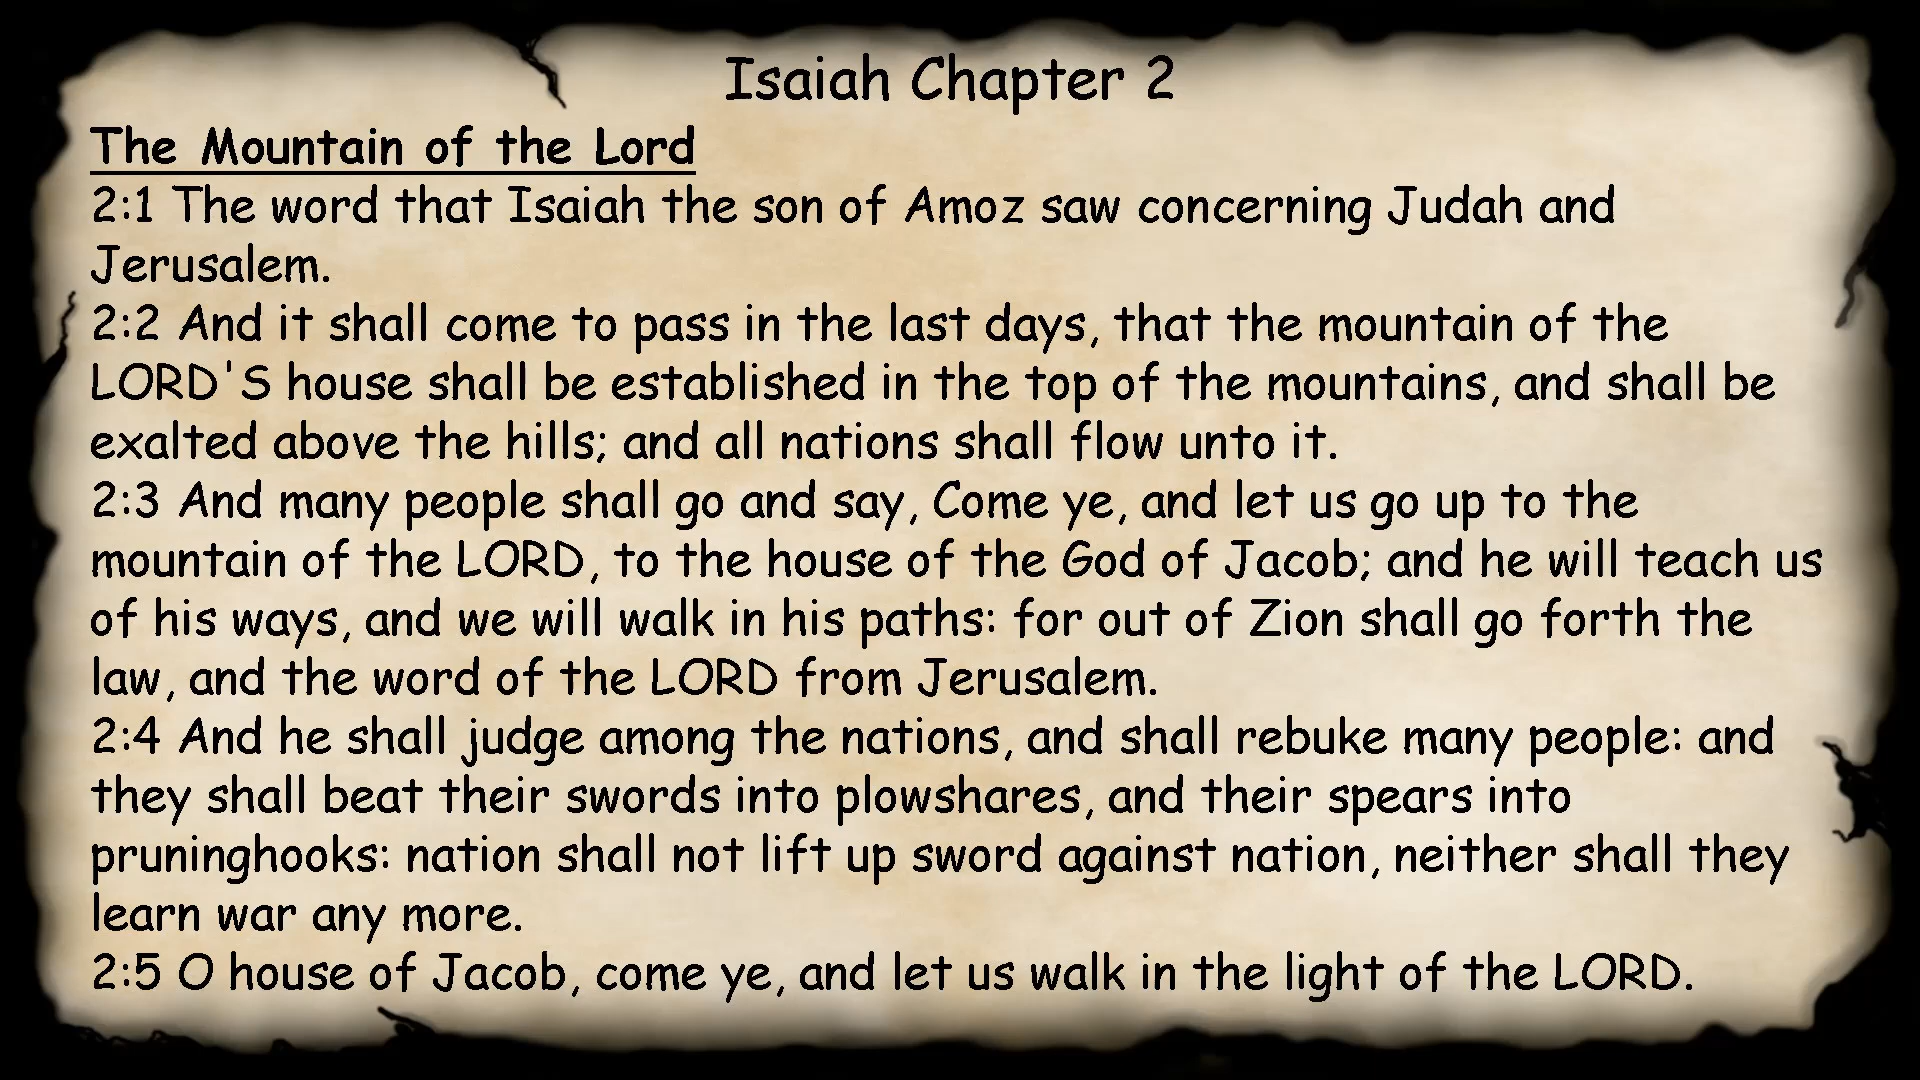 Isaiah Chapter 2
The Mountain of the Lord
2:1 The word that Isaiah the son of Amoz saw concerning Judah and
Jerusalem.
2:2 And it shall come to pass in the last days, that the mountain of the
LORD'S house shall be established in the top of the mountains, and shall be
exalted above the hills; and all nations shall flow unto it.
2:3 And many people shall go and say, Come ye, and let us go up to the
mountain of the LORD, to the house of the God of Jacob; and he will teach us
of his ways, and we will walk in his paths: for out of Zion shall go forth the
law, and the word of the LORD from Jerusalem.
2:4 And he shall judge among the nations, and shall rebuke many people: and
they shall beat their swords into plowshares, and their spears into
pruninghooks: nation shall not lift up sword against nation, neither shall they
learn war any more.
2:5 O house of Jacob, come ye, and let us walk in the light of the LORD.